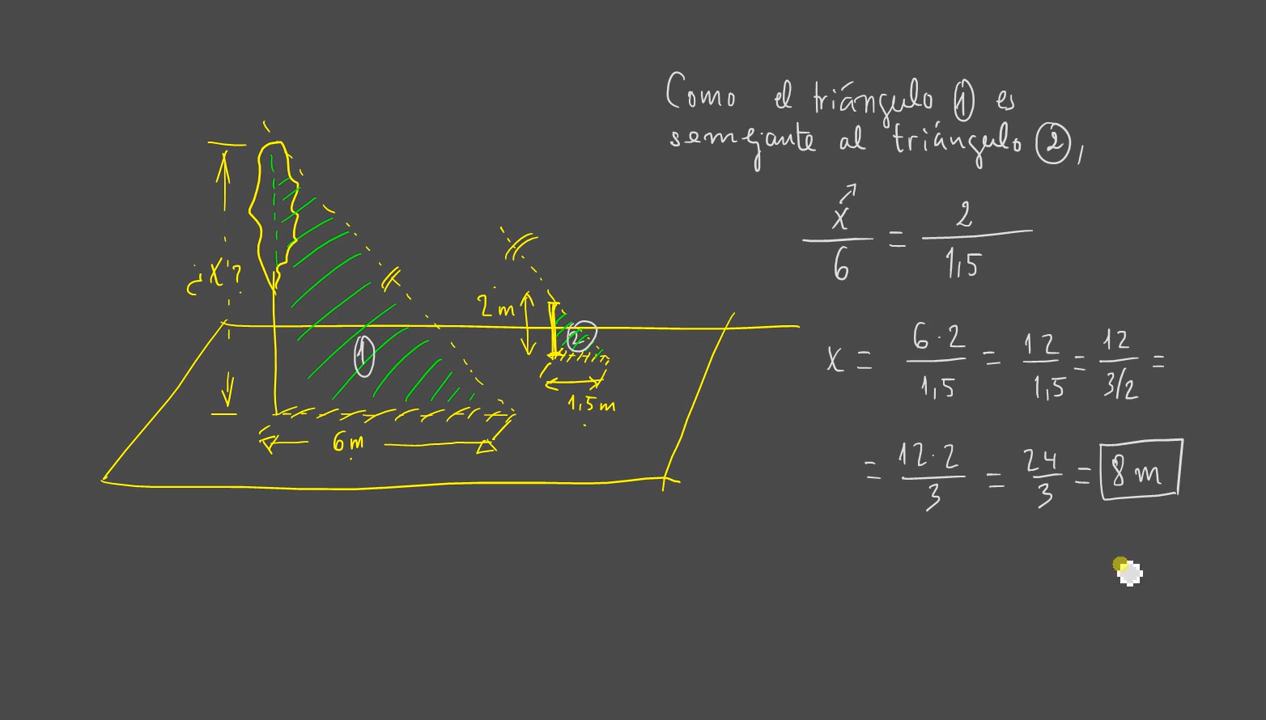 Como el triángulo ① es
semejante al triángulo ②,
x/6 = 2/1,5
x = 6·2/1,5 = 12/1,5 = 12/3/2 =
= 12·2/3 = 24/3 = 8 m
¿X?
①
6 m
2 m
②
1,5 m